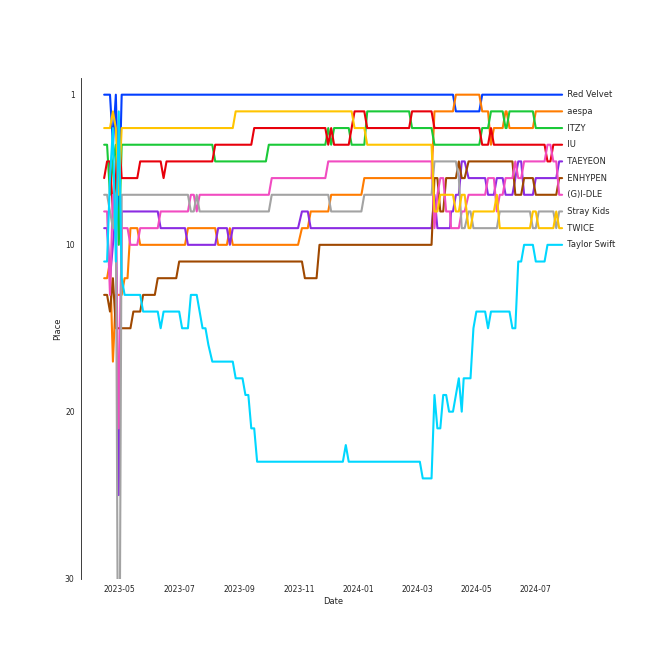 1
10
20
30
Place
2023-05
2023-07
2023-09
2023-11
2024-01
2024-03
2024-05
2024-07
Date
Red Velvet
aespa
ITZY
IU
TAEYEON
ENHYPEN
(G)I-DLE
Stray Kids
TWICE
Taylor Swift